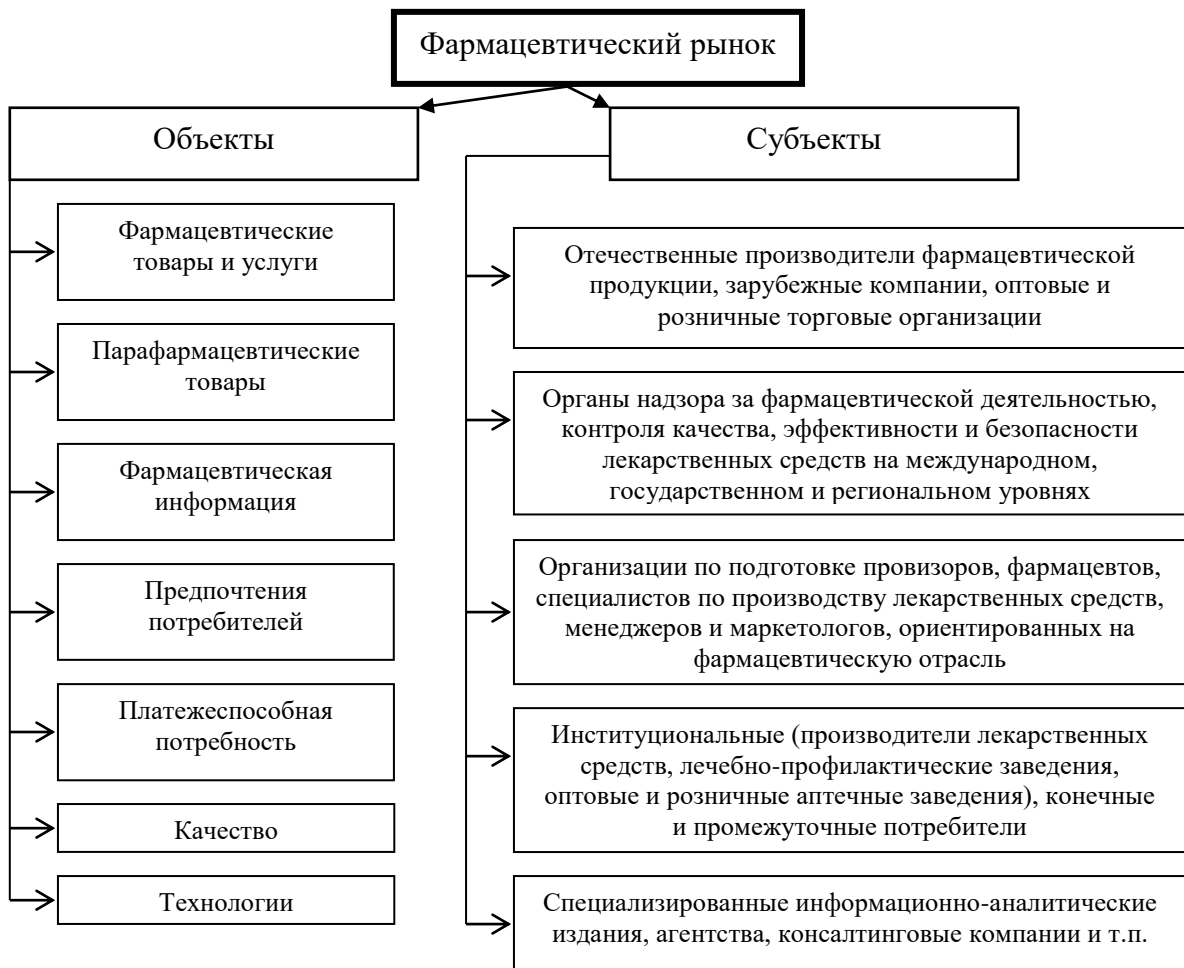 Фармацевтический рынок
Объекты
Фармацевтические
товары и услуги
Парафармацевтические
товары
Фармацевтическая
информация
Предпочтения
потребителей
Платежеспособная
потребность
Качество
Технологии
Субъекты
Отечественные производители фармацевтической
продукции, зарубежные компании, оптовые и
розничные торговые организации
Органы надзора за фармацевтической деятельностью,
контроля качества, эффективности и безопасности
лекарственных средств на международном,
государственном и региональном уровнях
Организации по подготовке провизоров, фармацевтов,
специалистов по производству лекарственных средств,
менеджеров и маркетологов, ориентированных на
фармацевтическую отрасль
Институциональные (производители лекарственных
средств, лечебно-профилактические заведения,
оптовые и розничные аптечные заведения), конечные
и промежуточные потребители
Специализированные информационно-аналитические
издания, агентства, консалтинговые компании и т.п.